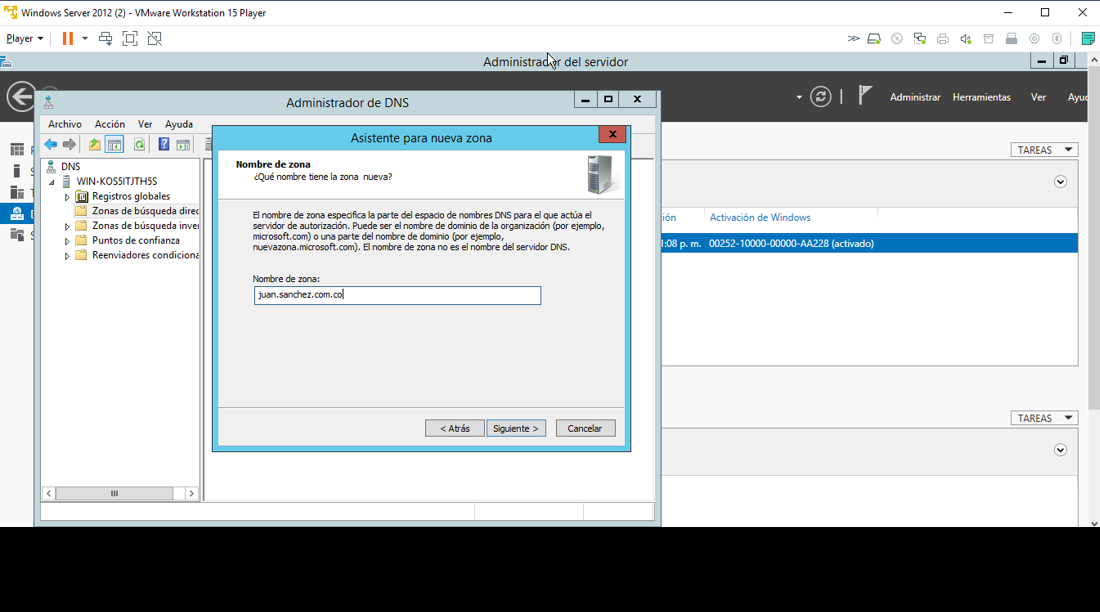 Windows Server 2012 (2) - VMware Workstation 15 Player
Player
Administrador del servidor
Administrar Herramientas Ver Ayuc
Administrador de DNS
Archivo Acción Ver Ayuda
DNS
WIN-KOS5ITJTH5S
Registros globales
Zonas de búsqueda direc
Zonas de búsqueda inver
Puntos de confianza
Reenviadores condiciona
Asistente para nueva zona
Nombre de zona
¿Qué nombre tiene la zona nueva?
El nombre de zona especifica la parte del espacio de nombres DNS para el que actúa el
servidor de autorización. Puede ser el nombre de dominio de la organización (por ejemplo,
microsoft.com) o una parte del nombre de dominio (por ejemplo,
nuevazona.microsoft.com). El nombre de zona no es el nombre del servidor DNS.
Nombre de zona:
juan.sanchez.com.co
< Atrás Siguiente > Cancelar
TAREAS
ión Activación de Windows
1:08 p. m. 00252-10000-00000-AA228 (activado)
TAREAS